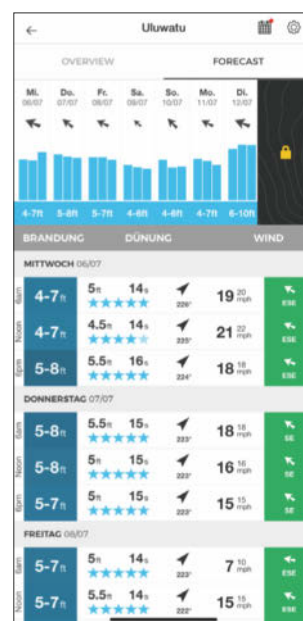 Uluwatu
OVERVIEW FORECAST
Mi. Do. Fr. Sa. So. Mo. Di.
06/07 07/07 08/07 09/07 10/07 11/07 12/07
4-7ft 5-8ft 5-7ft 4-6ft 4-6ft 4-7ft 6-10ft
BRANDUNG DÜNUNG WIND
MITTWOCH 06/07
6am 4-7ft 5ft 14s 226° 19 20 mph ESE
Noon 4-7ft 4.5ft 14s 225° 21 22 mph ESE
6pm 5-8ft 5.5ft 16s 224° 18 18 mph ESE
DONNERSTAG 07/07
6am 5-8ft 5.5ft 15s 223° 18 18 mph SE
Noon 5-8ft 5ft 15s 223° 16 16 mph SE
6pm 5-7ft 5ft 15s 223° 15 15 mph SE
FREITAG 08/07
6am 5-7ft 5ft 14s 223° 7 10 mph ESE
Noon 5-7ft 5.5ft 14s 222° 15 15 mph ESE